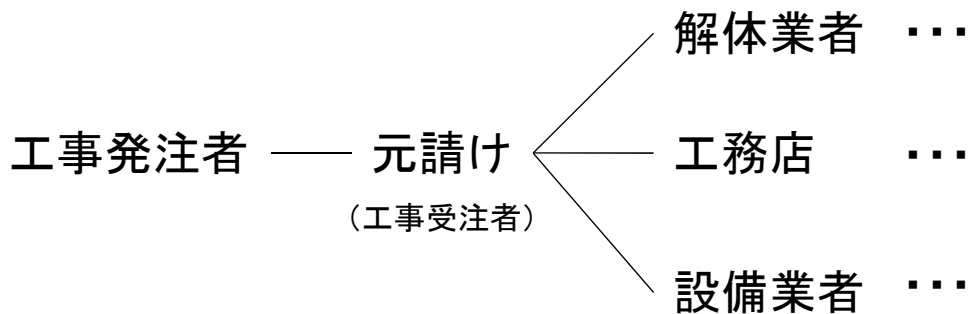 解体業者 ・・・
工事発注者
元請け
(工事受注者)
工務店 ・・・
設備業者 ・・・